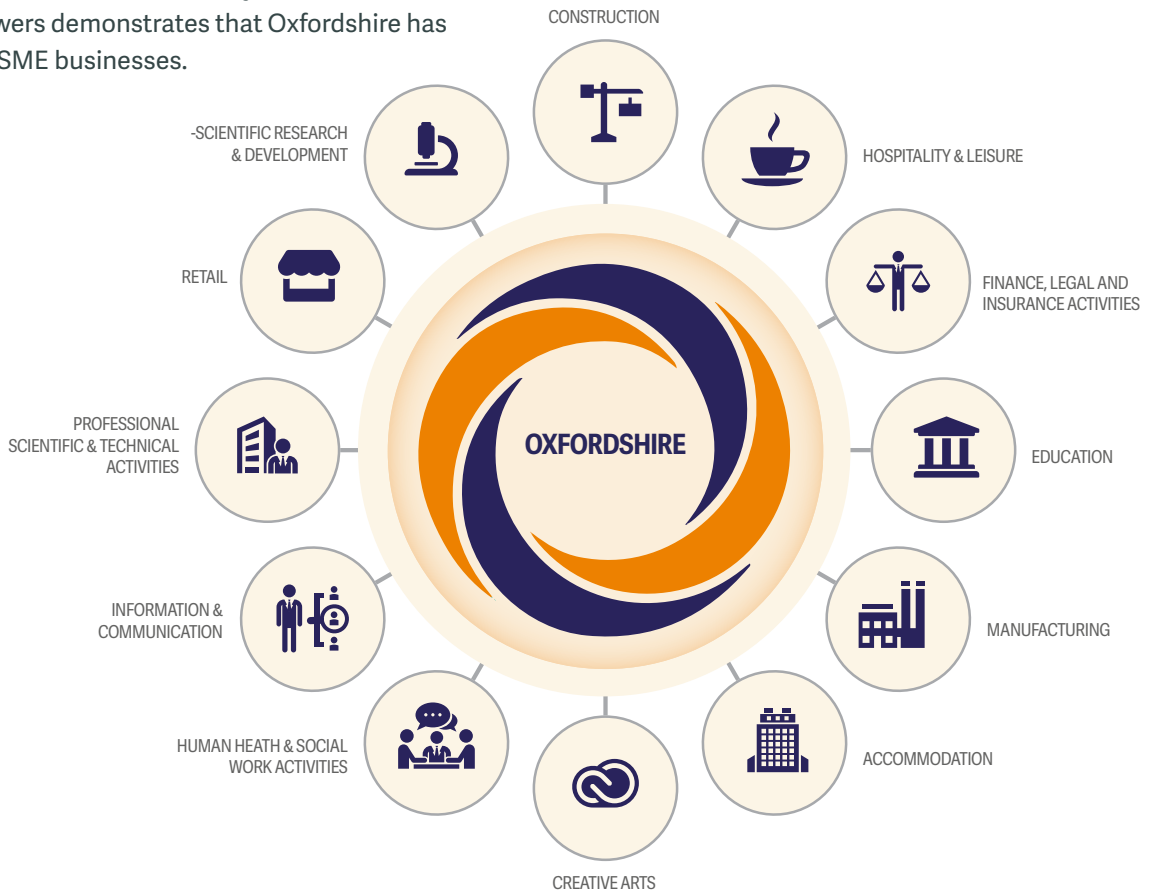 wers demonstrates that Oxfordshire has
SME businesses.
CONSTRUCTION
HOSPITALITY & LEISURE
FINANCE, LEGAL AND
INSURANCE ACTIVITIES
EDUCATION
MANUFACTURING
ACCOMMODATION
CREATIVE ARTS
HUMAN HEATH & SOCIAL
WORK ACTIVITIES
INFORMATION &
COMMUNICATION
PROFESSIONAL
SCIENTIFIC & TECHNICAL
ACTIVITIES
RETAIL
-SCIENTIFIC RESEARCH
& DEVELOPMENT
OXFORDSHIRE